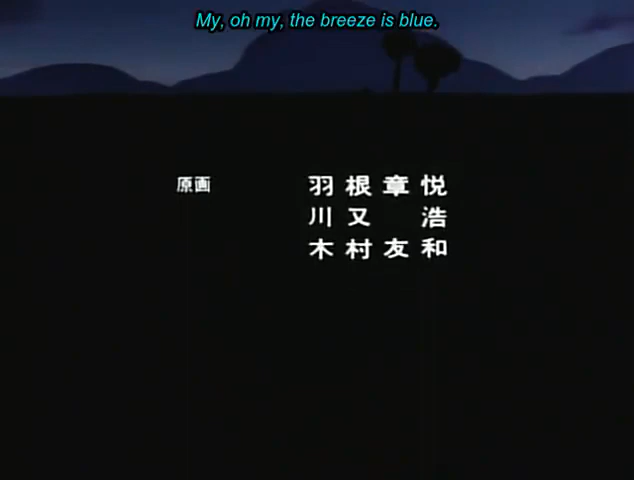 My, oh my, the breeze is blue.
原画 羽根章悦
川又 浩
木村友和